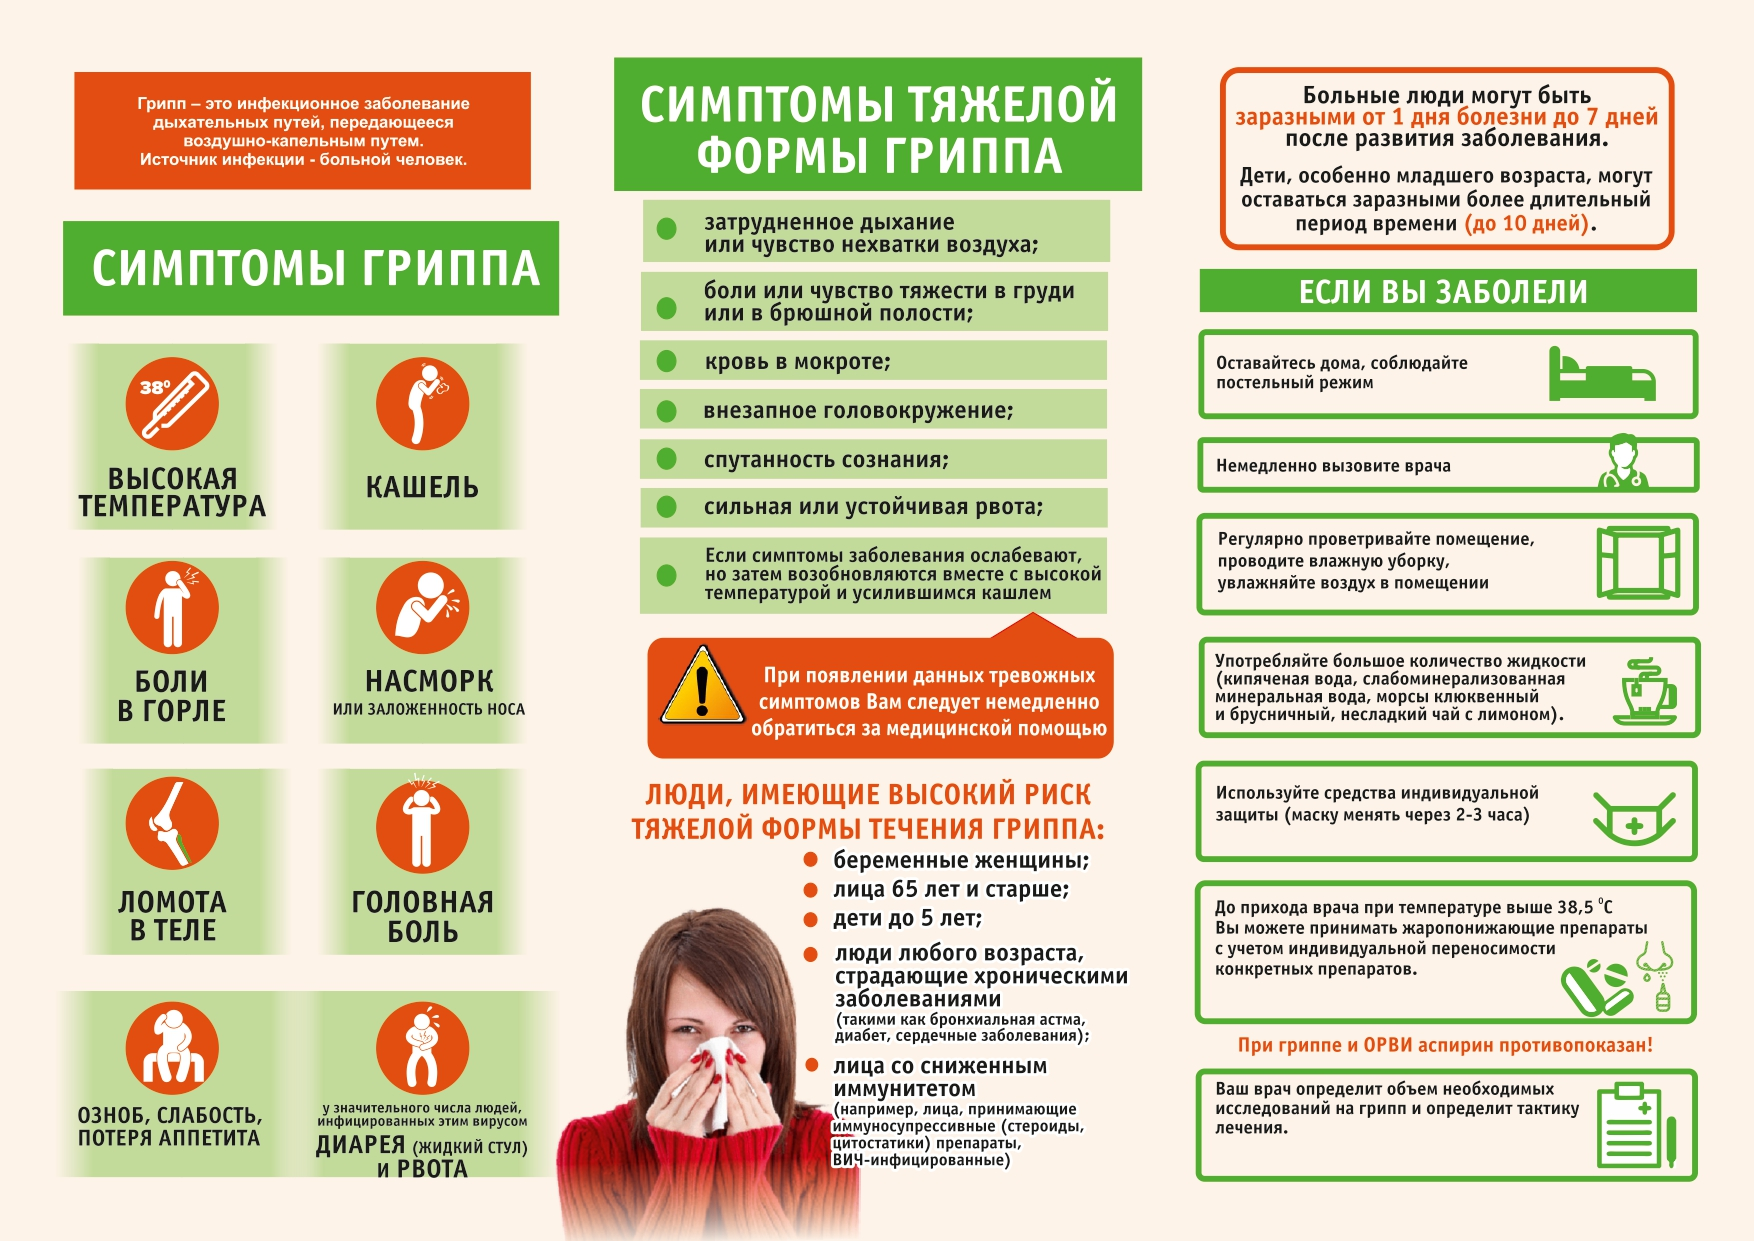 Грипп – это инфекционное заболевание
дыхательных путей, передающееся
воздушно-капельным путем.
Источник инфекции - больной человек.
СИМПТОМЫ ГРИППА
38⁰
ВЫСОКАЯ
ТЕМПЕРАТУРА
КАШЕЛЬ
БОЛИ
В ГОРЛЕ
НАСМОРК
ИЛИ ЗАЛОЖЕННОСТЬ НОСА
ЛОМОТА
В ТЕЛЕ
ГОЛОВНАЯ
БОЛЬ
ОЗНОБ, СЛАБОСТЬ,
ПОТЕРЯ АППЕТИТА
у значительного числа людей,
инфицированных этим вирусом
ДИАРЕЯ (ЖИДКИЙ СТУЛ)
и РВОТА
СИМПТОМЫ ТЯЖЕЛОЙ
ФОРМЫ ГРИППА
затрудненное дыхание
или чувство нехватки воздуха;
боли или чувство тяжести в груди
или в брюшной полости;
кровь в мокроте;
внезапное головокружение;
спутанность сознания;
сильная или устойчивая рвота;
Если симптомы заболевания ослабевают,
но затем возобновляются вместе с высокой
температурой и усилившимся кашлем
При появлении данных тревожных
симптомов Вам следует немедленно
обратиться за медицинской помощью
ЛЮДИ, ИМЕЮЩИЕ ВЫСОКИЙ РИСК
ТЯЖЕЛОЙ ФОРМЫ ТЕЧЕНИЯ ГРИППА:
беременные женщины;
лица 65 лет и старше;
дети до 5 лет;
люди любого возраста,
страдающие хроническими
заболеваниями
(такими как бронхиальная астма,
диабет, сердечные заболевания);
лица со сниженным
иммунитетом
(например, лица, принимающие
иммуносупрессивные (стероиды,
цитостатики) препараты,
ВИЧ-инфицированные)
Больные люди могут быть
заразными от 1 дня болезни до 7 дней
после развития заболевания.
Дети, особенно младшего возраста, могут
оставаться заразными более длительный
период времени (до 10 дней).
ЕСЛИ ВЫ ЗАБОЛЕЛИ
Оставайтесь дома, соблюдайте
постельный режим
Немедленно вызовите врача
Регулярно проветривайте помещение,
проводите влажную уборку,
увлажняйте воздух в помещении
Употребляйте большое количество жидкости
(кипяченая вода, слабоминерализованная
минеральная вода, морсы клюквенный
и брусничный, несладкий чай с лимоном).
Используйте средства индивидуальной
защиты (маску менять через 2-3 часа)
До прихода врача при температуре выше 38,5 ⁰С
Вы можете принимать жаропонижающие препараты
с учетом индивидуальной переносимости
конкретных препаратов.
При гриппе и ОРВИ аспирин противопоказан!
Ваш врач определит объем необходимых
исследований на грипп и определит тактику
лечения.